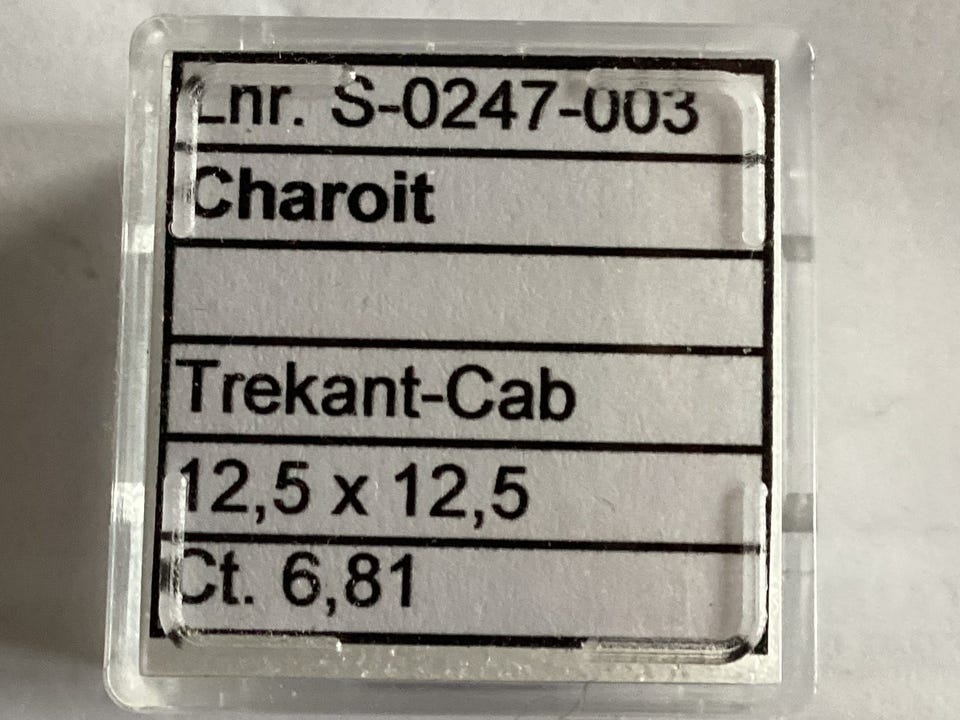 Lnr. S-0247-003
Charoit
Trekant-Cab
12,5 x 12,5
Ct. 6,81